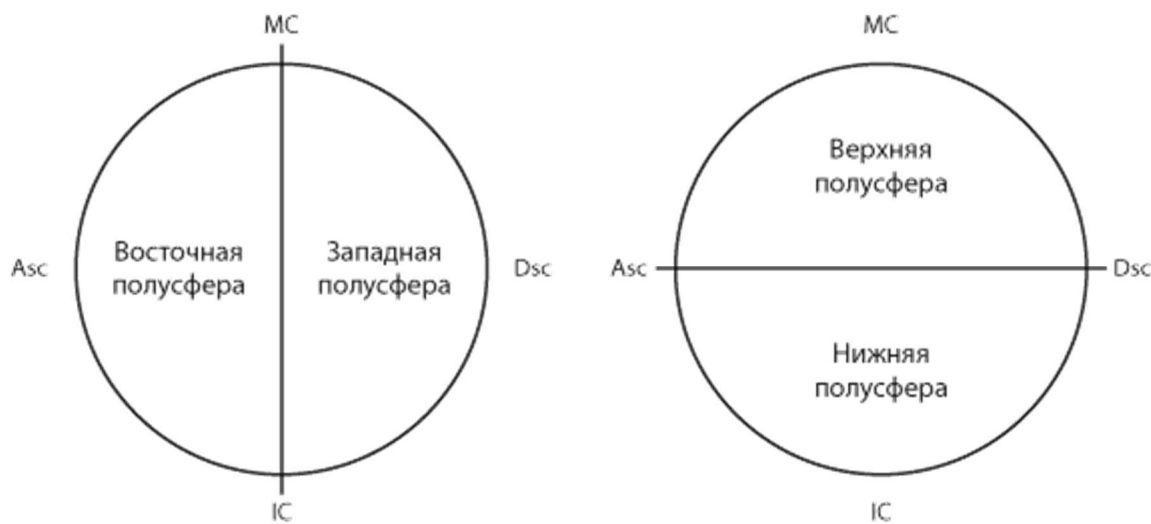 MC
Asc
Восточная
полусфера
Западная
полусфера
Dsc
IC
MC
Верхняя
полусфера
Asc
Dsc
Нижняя
полусфера
IC